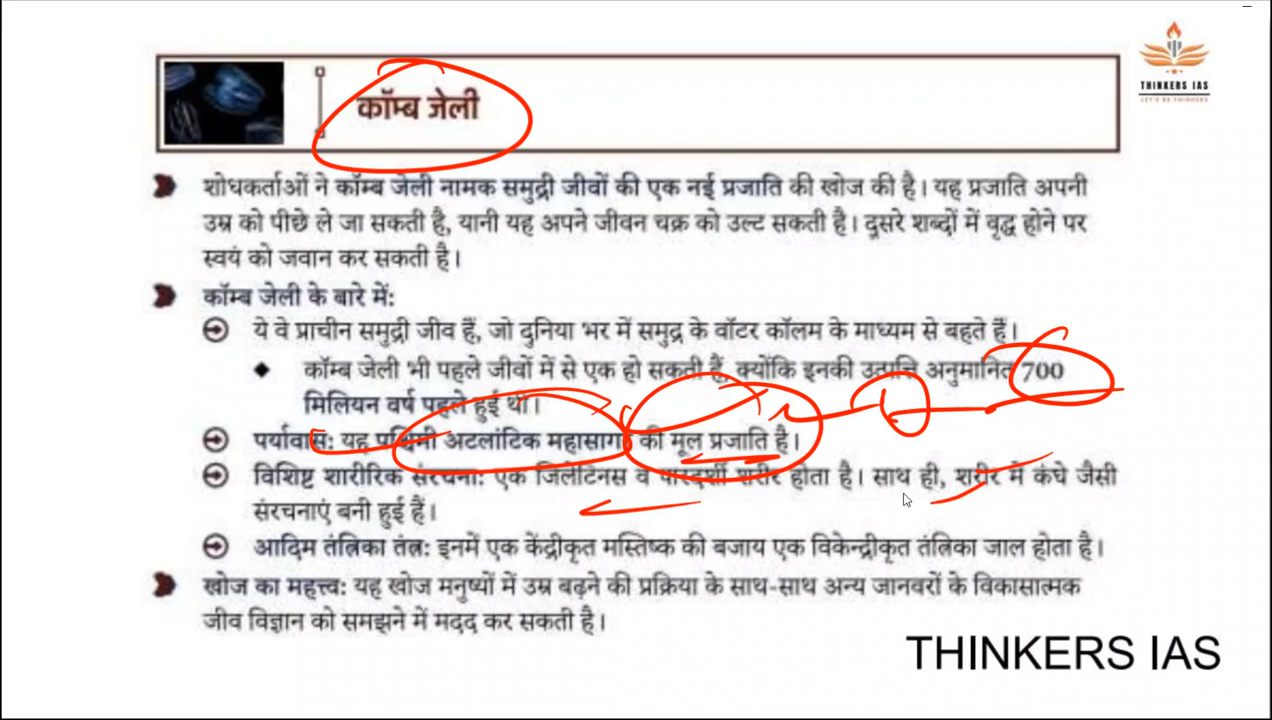 THINKERS IAS
LET'S BE THINKERS
कॉम्ब जेली
शोधकर्ताओं ने कॉम्ब जेली नामक समुद्री जीवों की एक नई प्रजाति की खोज की है। यह प्रजाति अपनी
उम्र को पीछे ले जा सकती है, यानी यह अपने जीवन चक्र को उल्ट सकती है। दुसरे शब्दों में वृद्ध होने पर
स्वयं को जवान कर सकती है।
कॉम्ब जेली के बारे में:
ये वे प्राचीन समुद्री जीव हैं, जो दुनिया भर में समुद्र के वॉटर कॉलम के माध्यम से बहते हैं।
कॉम्ब जेली भी पहले जीवों में से एक हो सकती हैं, क्योंकि इनकी उत्पत्ति अनुमानित 700
मिलियन वर्ष पहले हुई थी।
पर्यावास: यह पश्चिमी अटलांटिक महासागर की मूल प्रजाति है।
विशिष्ट शारीरिक संरचना: एक जिलेटिनस व पारदर्शी शरीर होता है। साथ ही, शरीर में कंघे जैसी
संरचनाएं बनी हुई हैं।
आदिम तंत्रिका तंत्र: इनमें एक केंद्रीकृत मस्तिष्क की बजाय एक विकेन्द्रीकृत तंत्रिका जाल होता है।
खोज का महत्त्व: यह खोज मनुष्यों में उम्र बढ़ने की प्रक्रिया के साथ-साथ अन्य जानवरों के विकासात्मक
जीव विज्ञान को समझने में मदद कर सकती है।
THINKERS IAS